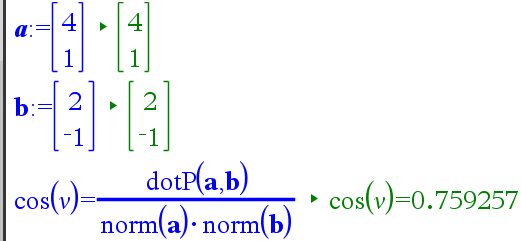 a:=[4; 1] ▸ [4; 1]
b:=[2; -1] ▸ [2; -1]
cos(v)=dotP(a,b)/(norm(a)·norm(b)) ▸ cos(v)=0.759257